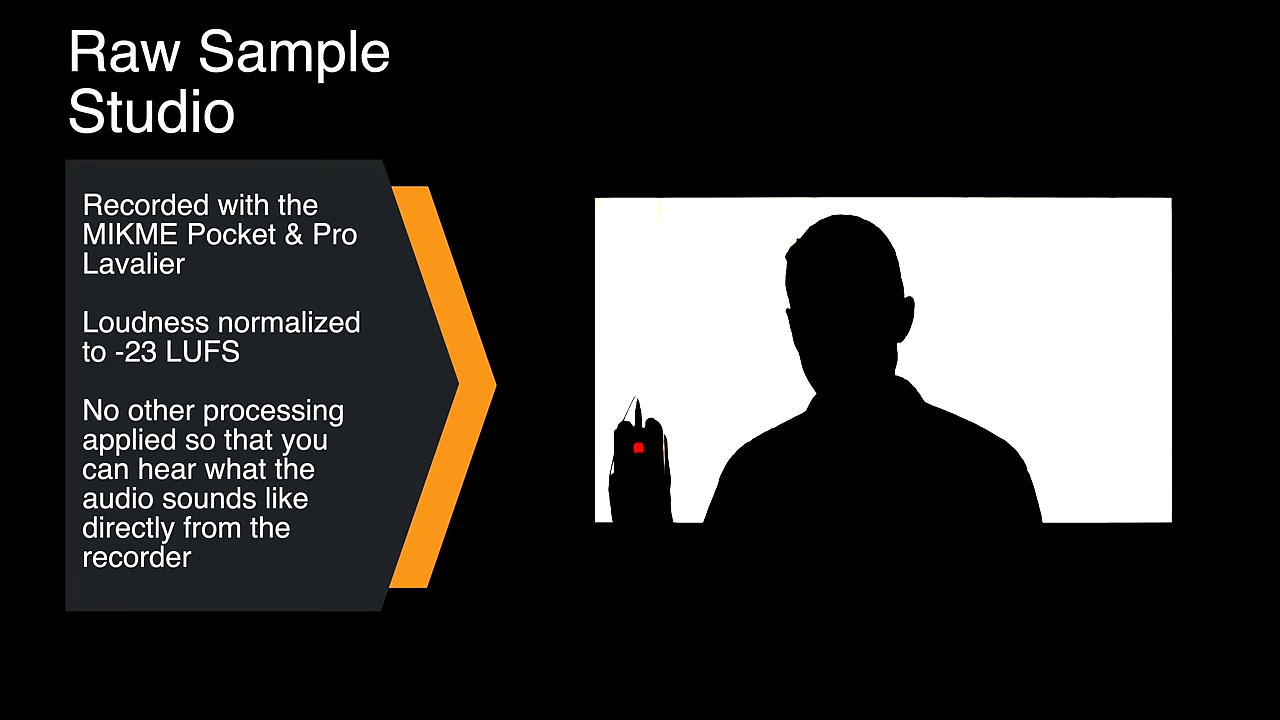 Raw Sample
Studio
Recorded with the
MIKME Pocket & Pro
Lavalier
Loudness normalized
to -23 LUFS
No other processing
applied so that you
can hear what the
audio sounds like
directly from the
recorder